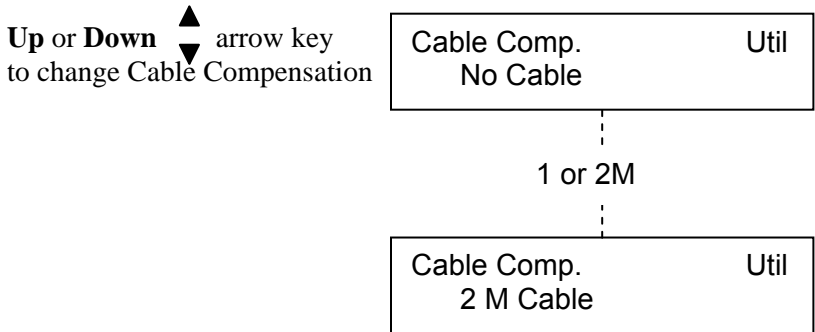 Up or Down ▲▼ arrow key
to change Cable Compensation
Cable Comp. Util
No Cable
1 or 2M
Cable Comp. Util
2 M Cable